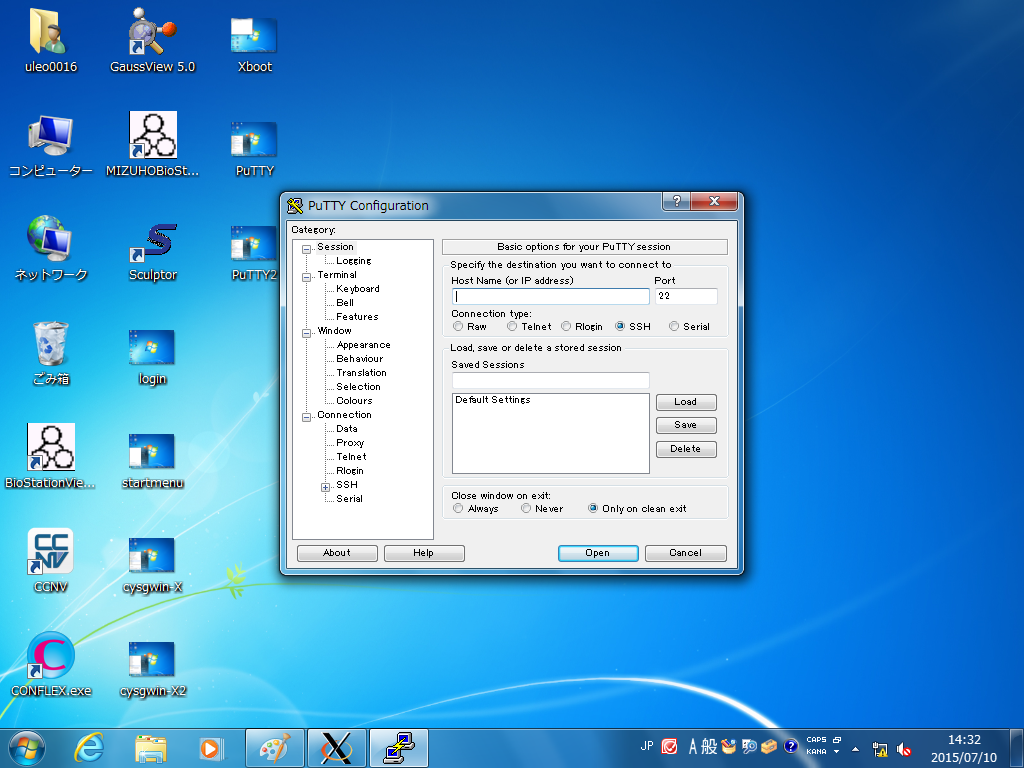 uleo0016
GaussView 5.0
Xboot
コンピューター
MIZUHOBioSt...
PuTTY
ネットワーク
Sculptor
PuTTY2
ごみ箱
login
BioStationVie...
startmenu
CCNV
cysgwin-X
CONFLEX.exe
cysgwin-X2
PuTTY Configuration
?
Category:
Session
Logging
Terminal
Keyboard
Bell
Features
Window
Appearance
Behaviour
Translation
Selection
Colours
Connection
Data
Proxy
Telnet
Rlogin
SSH
Serial
Basic options for your PuTTY session
Specify the destination you want to connect to
Host Name (or IP address)
Port
22
Connection type:
Raw
Telnet
Rlogin
SSH
Serial
Load, save or delete a stored session
Saved Sessions
Default Settings
Load
Save
Delete
Close window on exit:
Always
Never
Only on clean exit
About
Help
Open
Cancel
JP
A 般
CAPS
KANA
14:32
2015/07/10